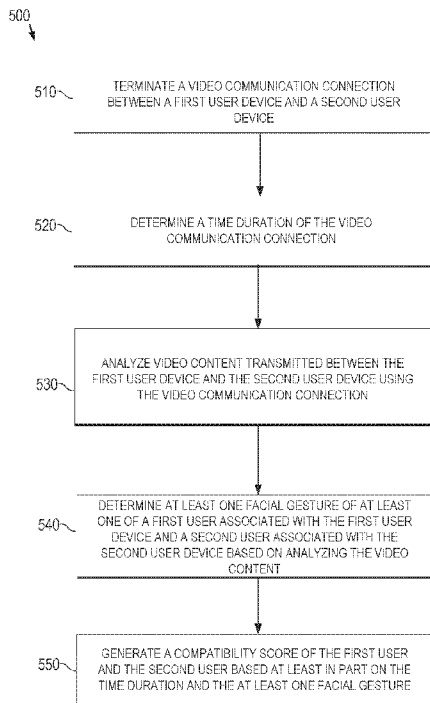 500
510
TERMINATE A VIDEO COMMUNICATION CONNECTION
BETWEEN A FIRST USER DEVICE AND A SECOND USER
DEVICE
520
DETERMINE A TIME DURATION OF THE VIDEO
COMMUNICATION CONNECTION
530
ANALYZE VIDEO CONTENT TRANSMITTED BETWEEN THE
FIRST USER DEVICE AND THE SECOND USER DEVICE USING
THE VIDEO COMMUNICATION CONNECTION
540
DETERMINE AT LEAST ONE FACIAL GESTURE OF AT LEAST
ONE OF A FIRST USER ASSOCIATED WITH THE FIRST USER
DEVICE AND A SECOND USER ASSOCIATED WITH THE
SECOND USER DEVICE BASED ON ANALYZING THE VIDEO
CONTENT
550
GENERATE A COMPATIBILITY SCORE OF THE FIRST USER
AND THE SECOND USER BASED AT LEAST IN PART ON THE
TIME DURATION AND THE AT LEAST ONE FACIAL GESTURE